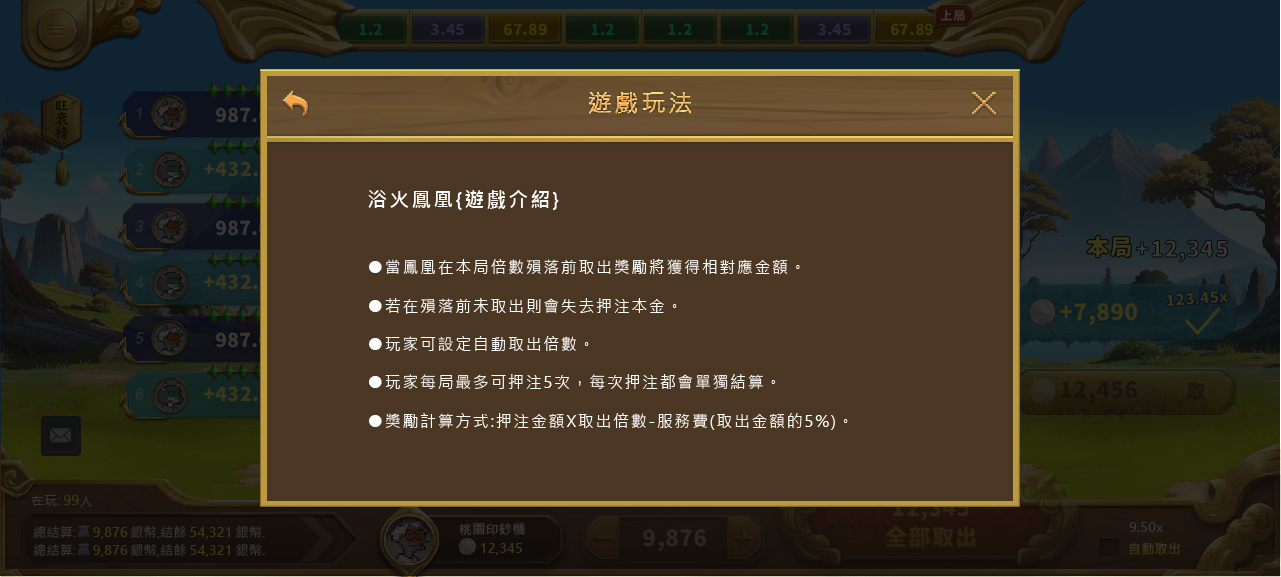 1.2 3.45 67.89 1.2 1.2 1.2 3.45 67.89 上局
遊戲玩法
旺衰榜
1 987.
2 +432.
3 987.
4 +432.
5 987.
6 +432.
浴火鳳凰{遊戲介紹}
●當鳳凰在本局倍數殞落前取出獎勵將獲得相對應金額。
●若在殞落前未取出則會失去押注本金。
●玩家可設定自動取出倍數。
●玩家每局最多可押注5次，每次押注都會單獨結算。
●獎勵計算方式:押注金額X取出倍數-服務費(取出金額的5%)。
本局+12,345
+7,890 123.45x
12,456 取
在玩: 99人
總結算: 贏 9,876 銀幣,結餘 54,321 銀幣.
總結算: 贏 9,876 銀幣,結餘 54,321 銀幣.
桃園印鈔機
12,345
9,876
12,345
全部取出
9.50x
自動取出